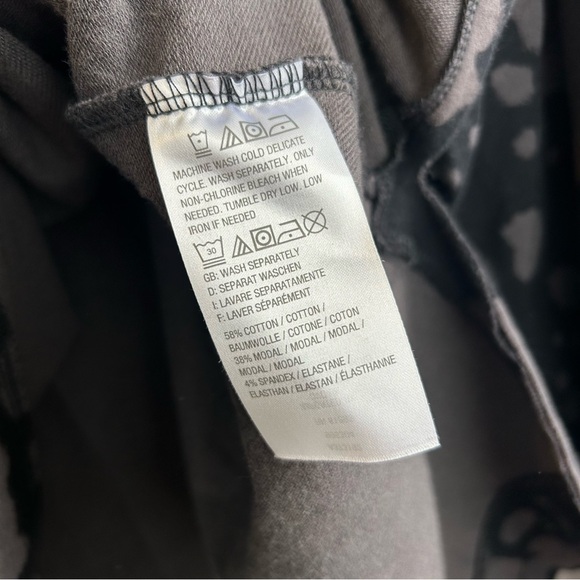 MACHINE WASH COLD DELICATE
CYCLE. WASH SEPARATELY. ONLY
NON-CHLORINE BLEACH WHEN
NEEDED. TUMBLE DRY LOW. LOW
IRON IF NEEDED
30
GB: WASH SEPARATELY
D: SEPARAT WASCHEN
I: LAVARE SEPARATAMENTE
F: LAVER SÉPARÉMENT
58% COTTON / COTTON /
BAUMWOLLE / COTONE / COTON
38% MODAL / MODAL / MODAL /
MODAL / MODAL
4% SPANDEX / ELASTANE /
ELASTHAN / ELASTAN / ÉLASTHANNE